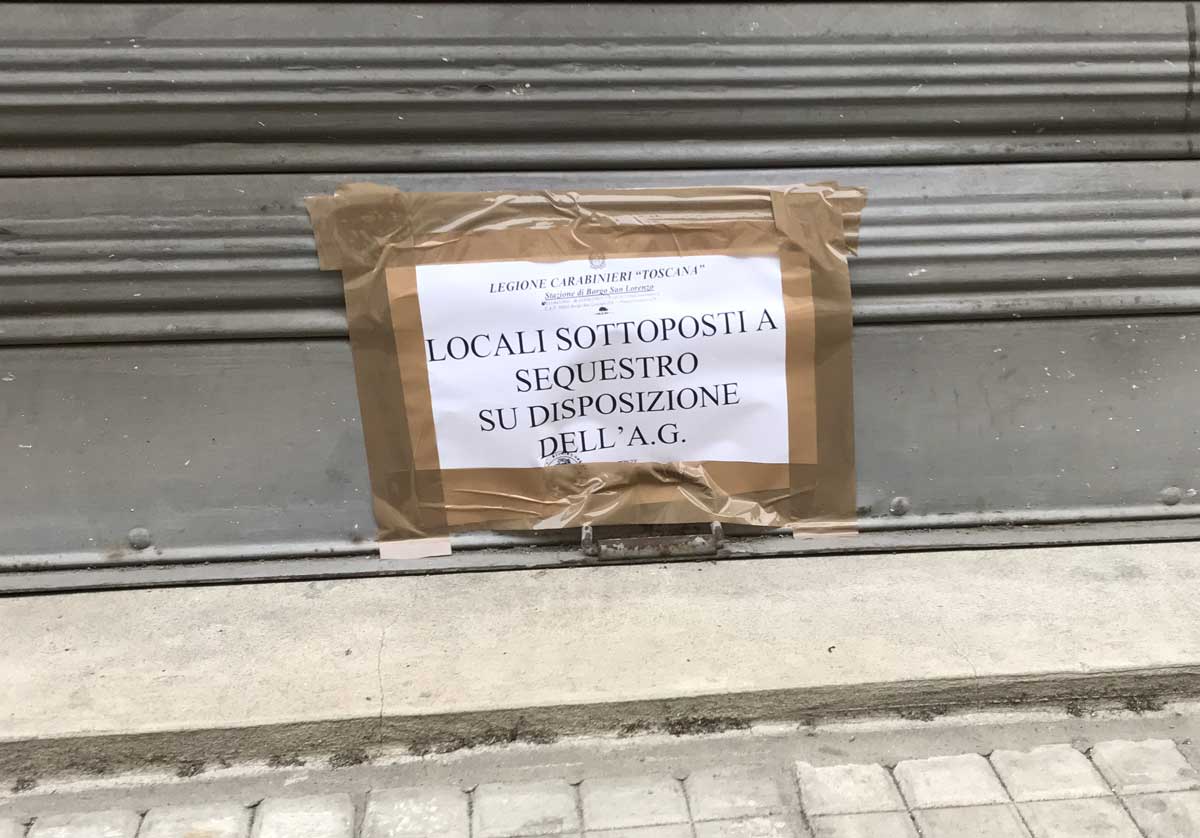 LEGIONE CARABINIERI “TOSCANA”
Stazione di Borgo San Lorenzo
LOCALI SOTTOPOSTI A
SEQUESTRO
SU DISPOSIZIONE
DELL’A.G.